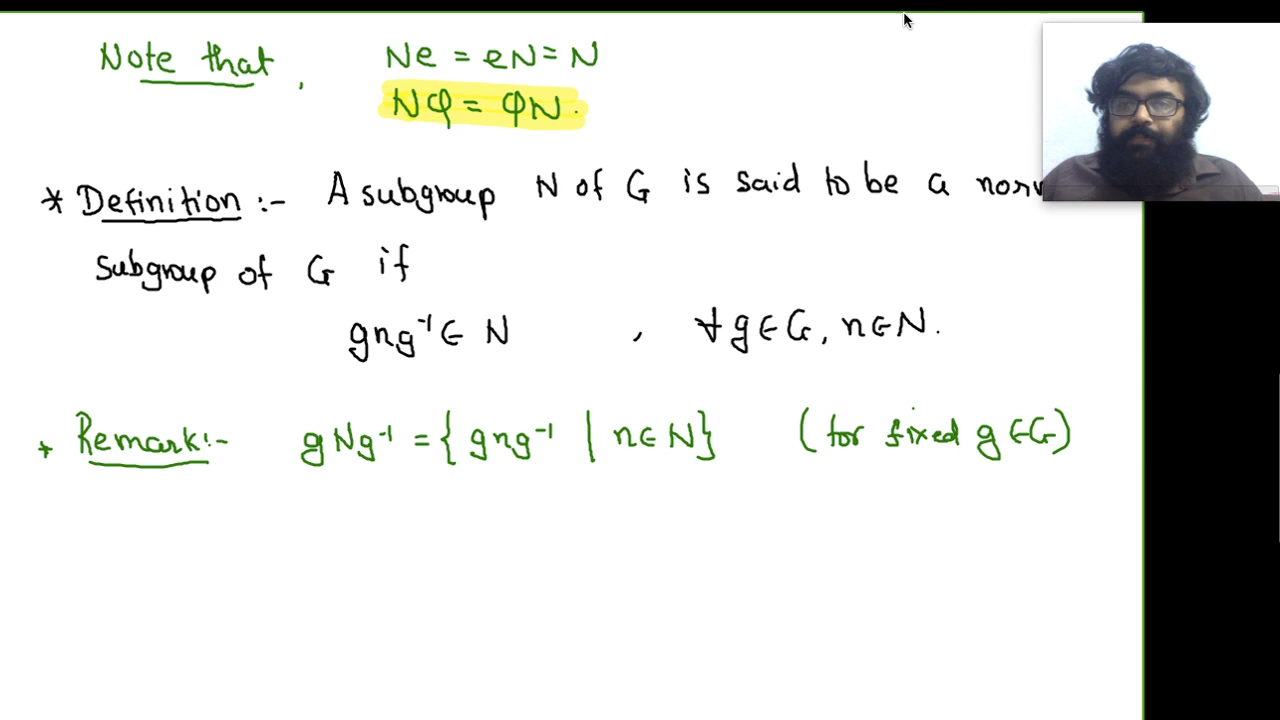 Note that, Ne = eN = N
Nφ = φN.
* Definition :- A subgroup N of G is said to be a
subgroup of G if
gng⁻¹ ∈ N , ∀ g ∈ G, n ∈ N.
* Remark:- gNg⁻¹ = { gng⁻¹ | n ∈ N} (for fixed g ∈ G)